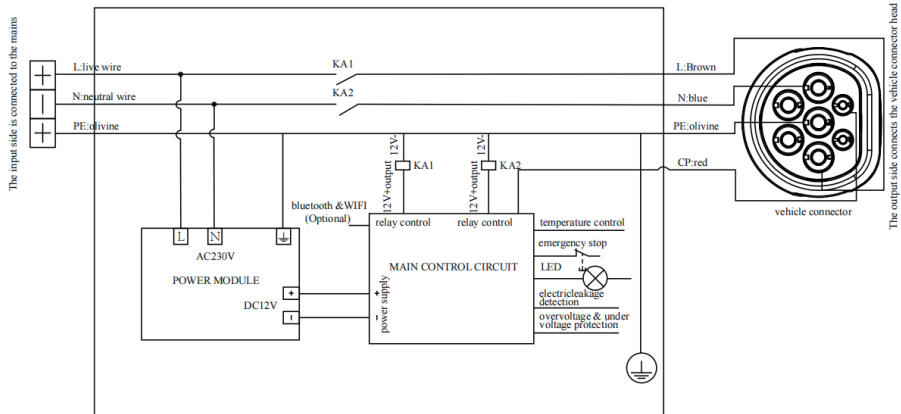 The input side is connected to the mains
L:live wire
KA1
L:Brown
N:neutral wire
KA2
N:blue
PE:olivine
PE:olivine
12V-
12V-
KA1
KA2
12V+output
12V+output
CP:red
The output side connects the vehicle connector head
vehicle connector
bluetooth &WIFI
(Optional)
relay control
relay control
temperature control
emergency stop
L
N
AC230V
POWER MODULE
MAIN CONTROL CIRCUIT
LED
DC12V
+
-
power supply
+
-
electricleakage
detection
overvoltage & under
voltage protection